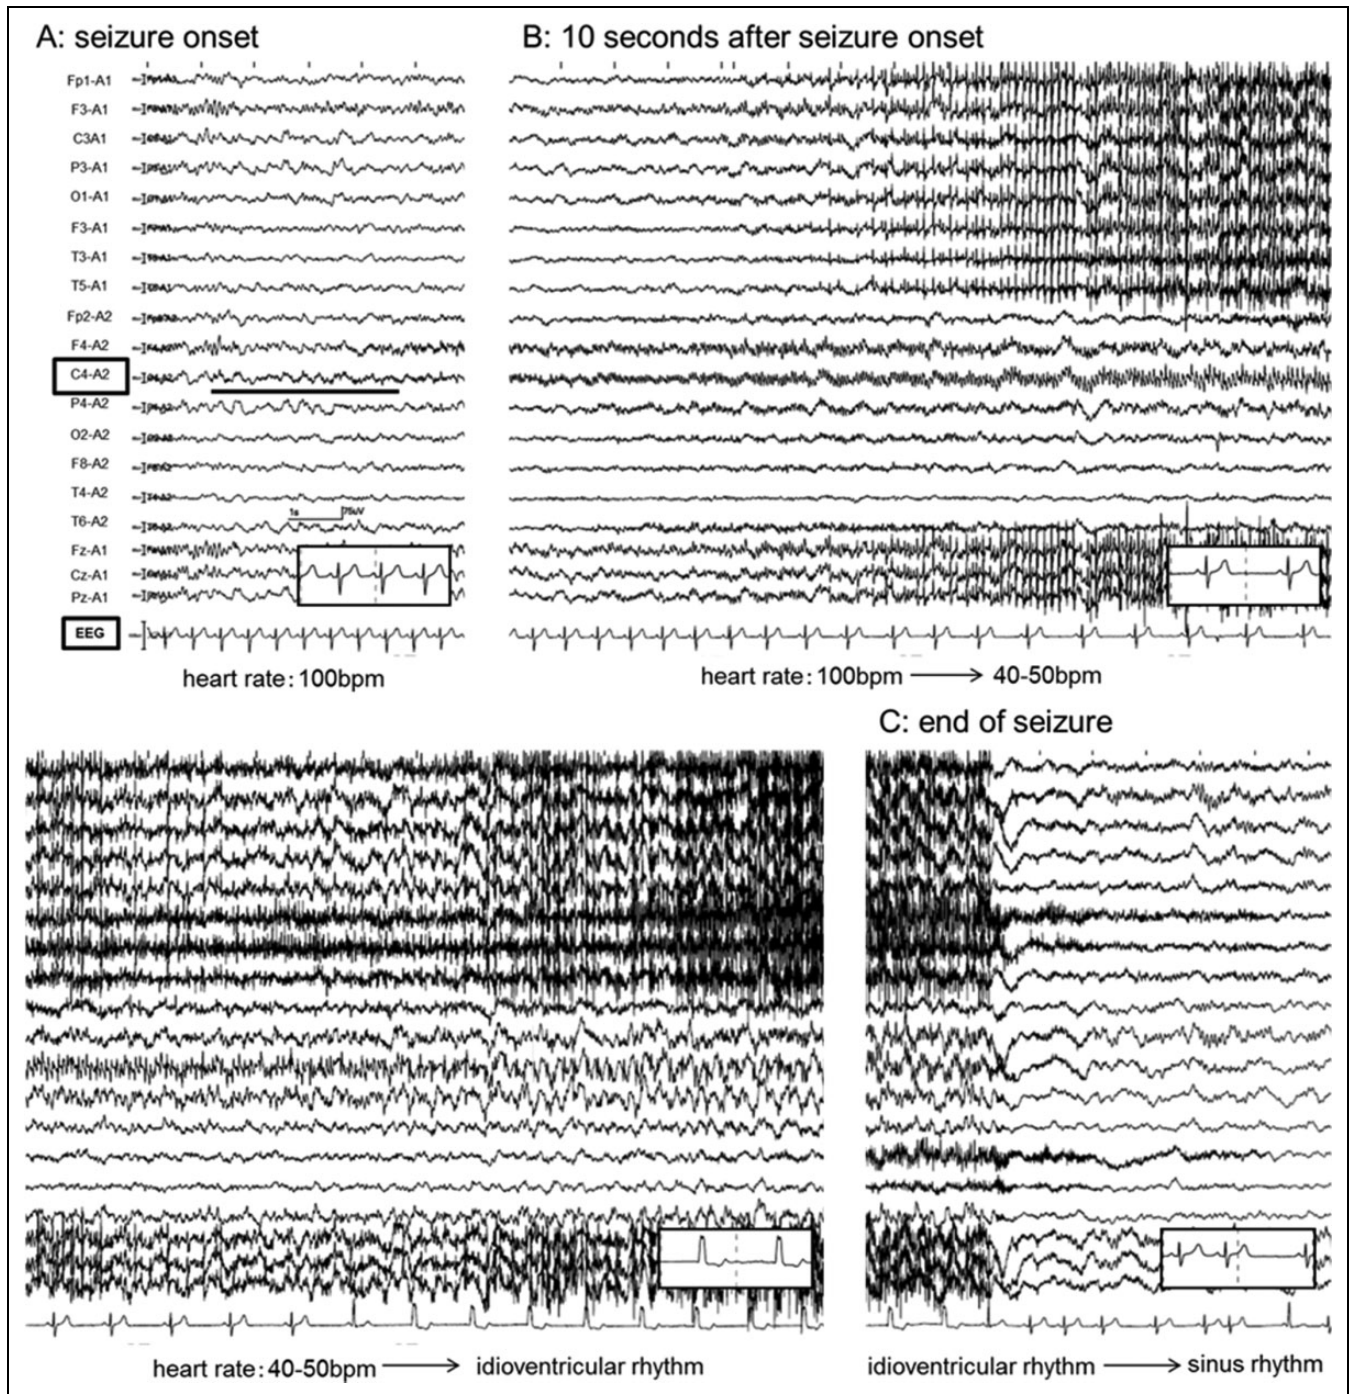 A: seizure onset
B: 10 seconds after seizure onset
Fp1-A1
F3-A1
C3A1
P3-A1
O1-A1
F3-A1
T3-A1
T5-A1
Fp2-A2
F4-A2
C4-A2
P4-A2
O2-A2
F8-A2
T4-A2
T6-A2
1s 75uV
Fz-A1
Cz-A1
Pz-A1
EEG
heart rate: 100bpm
heart rate: 100bpm → 40-50bpm
C: end of seizure
heart rate: 40-50bpm → idioventricular rhythm
idioventricular rhythm → sinus rhythm